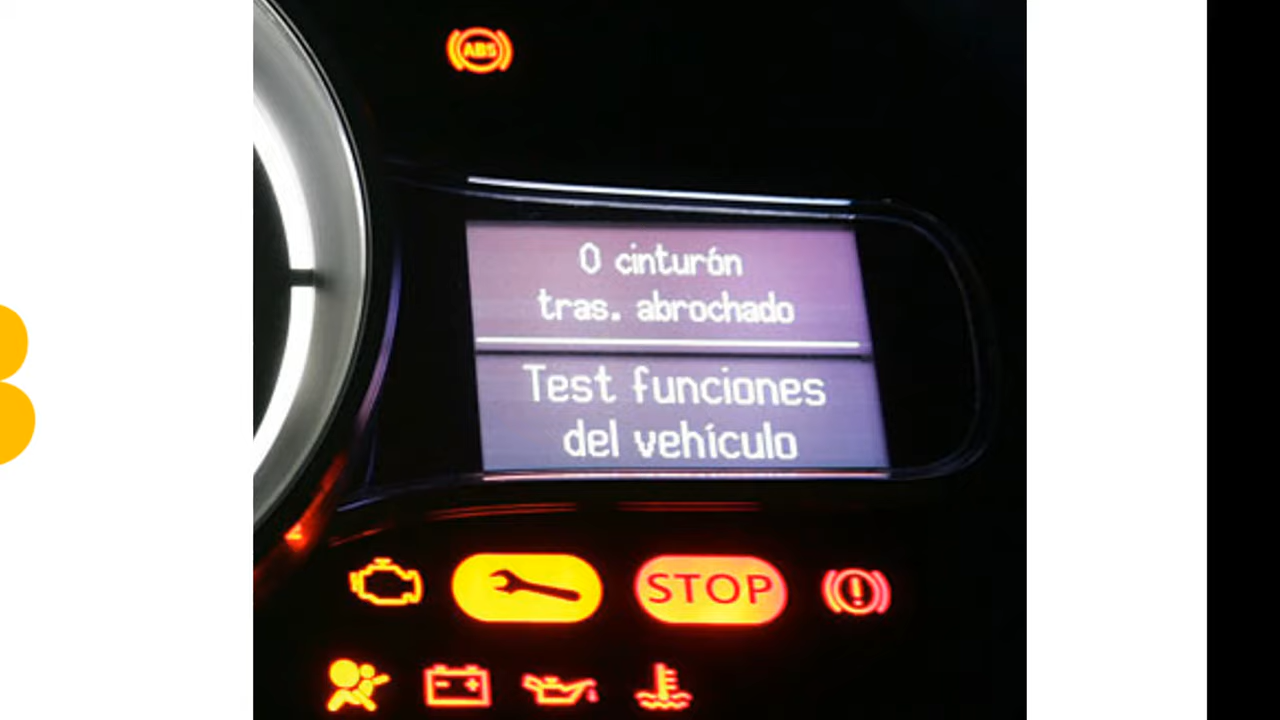 ABS
0 cinturón
tras. abrochado
Test funciones
del vehículo
STOP